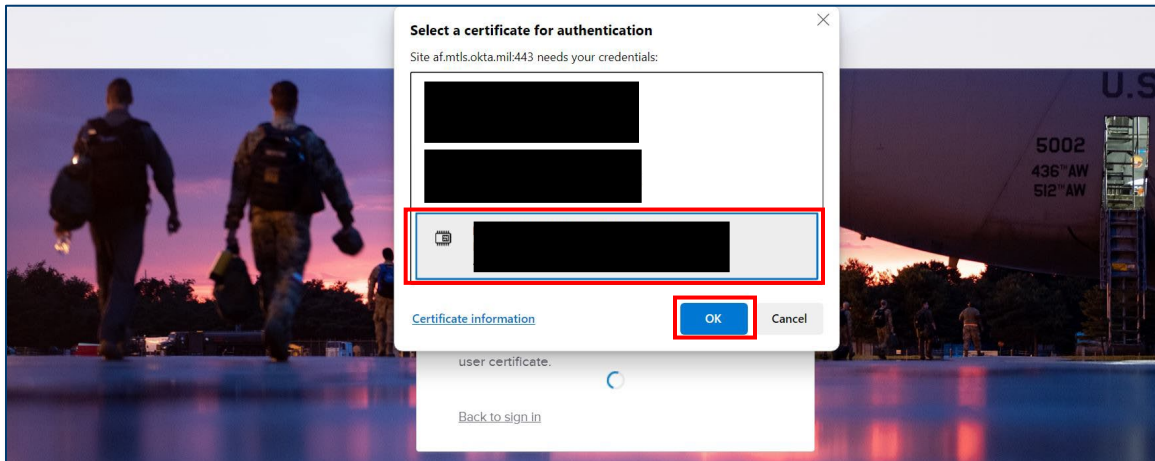 Select a certificate for authentication
Site af.mtls.okta.mil:443 needs your credentials:
Certificate information
OK
Cancel
user certificate.
Back to sign in
U.S
5002
436TH AW
512TH AW